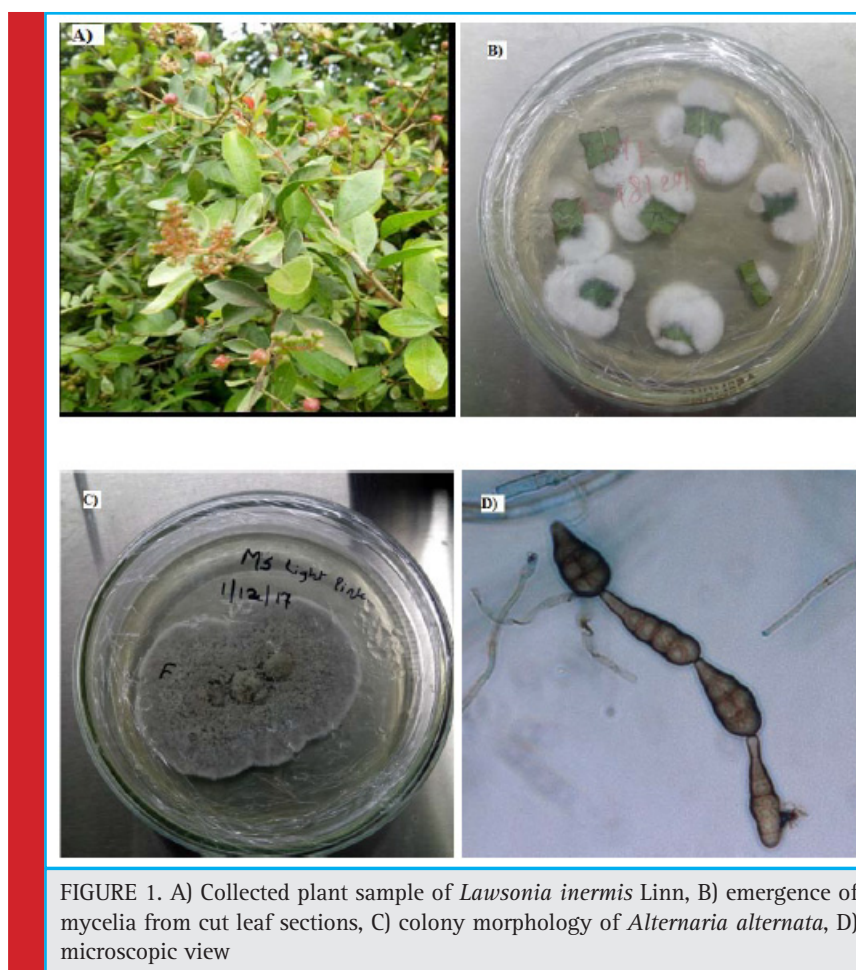 A)
B)
C)
M5 Light Pink
1/12/17
F
D)
FIGURE 1. A) Collected plant sample of Lawsonia inermis Linn, B) emergence of
mycelia from cut leaf sections, C) colony morphology of Alternaria alternata, D)
microscopic view